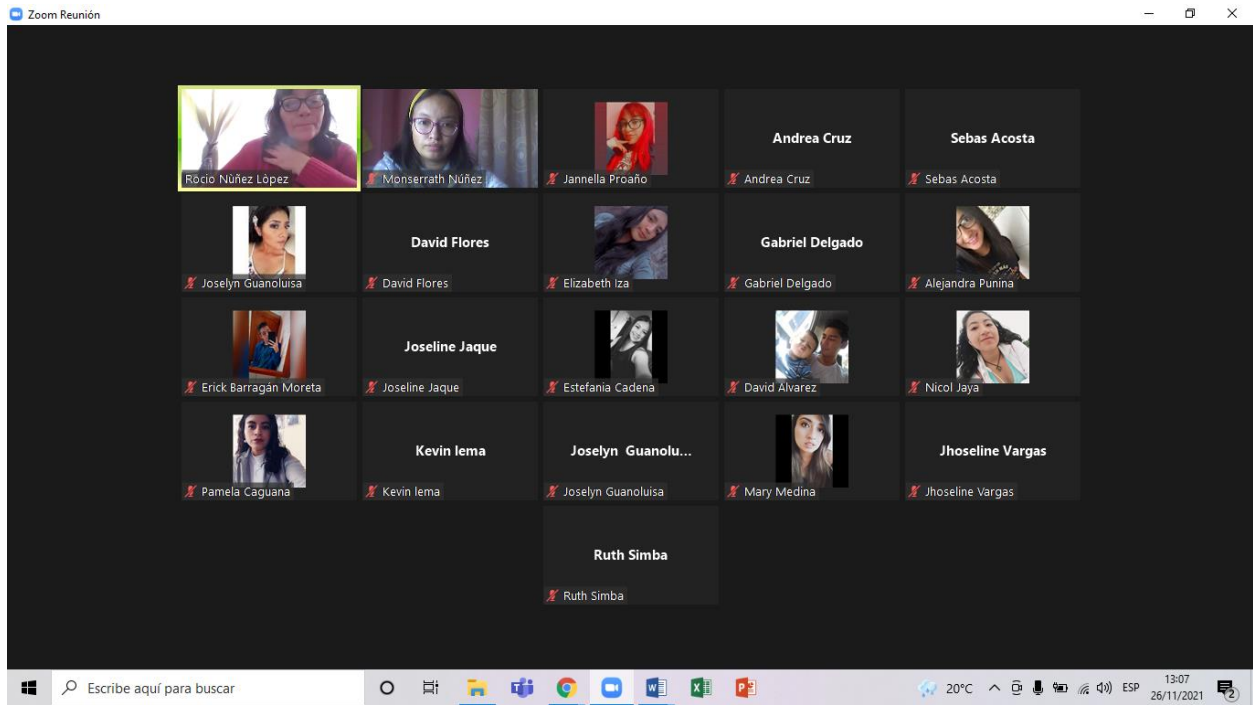 Zoom Reunión
Rocio Nùñez Lòpez
Monserrath Núñez
Jannella Proaño
Andrea Cruz
Andrea Cruz
Sebas Acosta
Sebas Acosta
Joselyn Guanoluisa
David Flores
David Flores
Elizabeth Iza
Gabriel Delgado
Gabriel Delgado
Alejandra Punina
Erick Barragán Moreta
Joseline Jaque
Joseline Jaque
Estefania Cadena
David Alvarez
Nicol Jaya
Pamela Caguana
Kevin lema
Kevin lema
Joselyn Guanolu...
Joselyn Guanoluisa
Mary Medina
Jhoseline Vargas
Jhoseline Vargas
Ruth Simba
Ruth Simba
Escribe aquí para buscar
20°C
ESP
13:07
26/11/2021
2